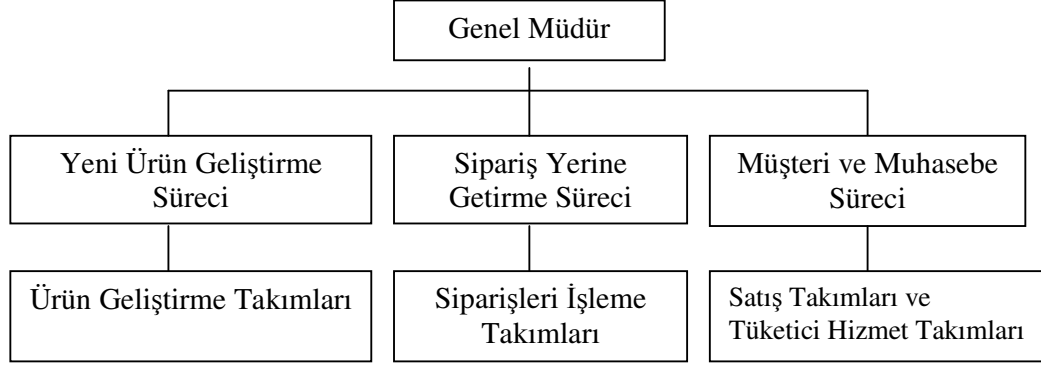 Genel Müdür
Yeni Ürün Geliştirme
Süreci
Sipariş Yerine
Getirme Süreci
Müşteri ve Muhasebe
Süreci
Ürün Geliştirme Takımları
Siparişleri İşleme
Takımları
Satış Takımları ve
Tüketici Hizmet Takımları